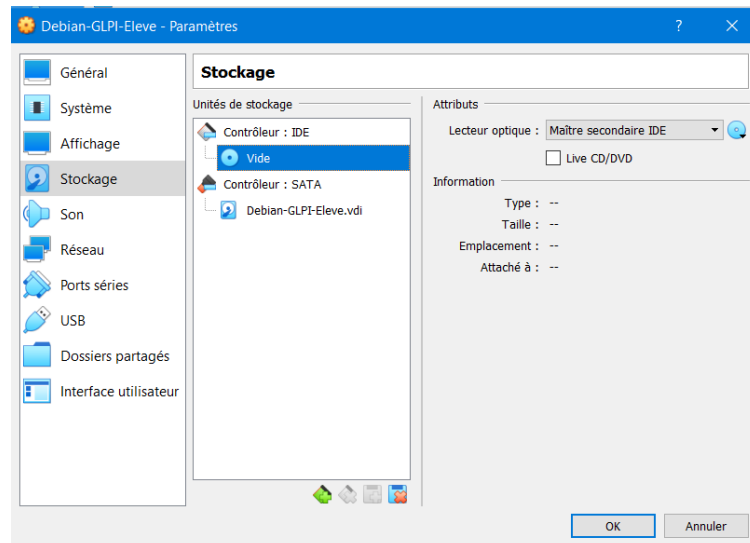 Debian-GLPI-Eleve - Paramètres
?
Général
Système
Affichage
Stockage
Son
Réseau
Ports séries
USB
Dossiers partagés
Interface utilisateur
Stockage
Unités de stockage
Contrôleur : IDE
Vide
Contrôleur : SATA
Debian-GLPI-Eleve.vdi
Attributs
Lecteur optique : Maître secondaire IDE
Live CD/DVD
Information
Type : --
Taille : --
Emplacement : --
Attaché à : --
OK Annuler